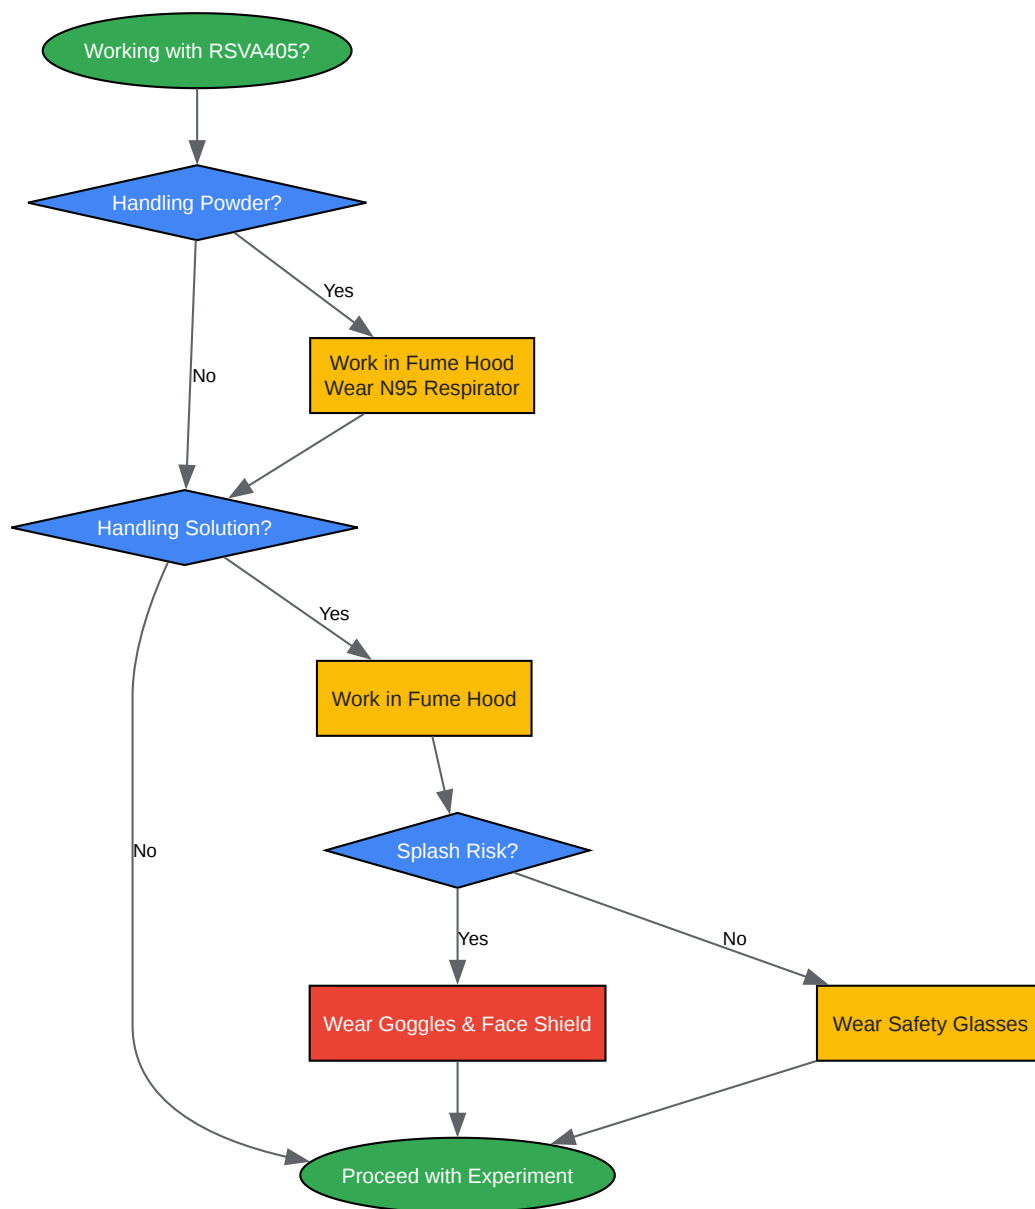 Working with RSVA405?
Handling Powder?
Yes
Work in Fume Hood
Wear N95 Respirator
No
Handling Solution?
Yes
Work in Fume Hood
No
Splash Risk?
Yes
No
Wear Goggles & Face Shield
Wear Safety Glasses
Proceed with Experiment